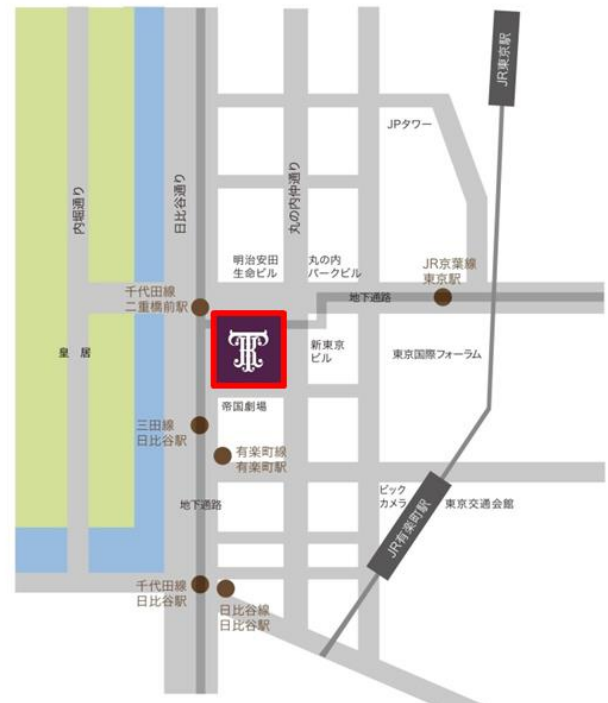 JR東京駅
JPタワー
内堀通り
日比谷通り
丸の内仲通り
明治安田
生命ビル
丸の内
パークビル
JR京葉線
東京駅
千代田線
二重橋前駅
地下通路
皇居
新東京
ビル
東京国際フォーラム
帝国劇場
三田線
日比谷駅
有楽町線
有楽町駅
地下通路
ビック
カメラ
東京交通会館
JR有楽町駅
千代田線
日比谷駅
日比谷線
日比谷駅